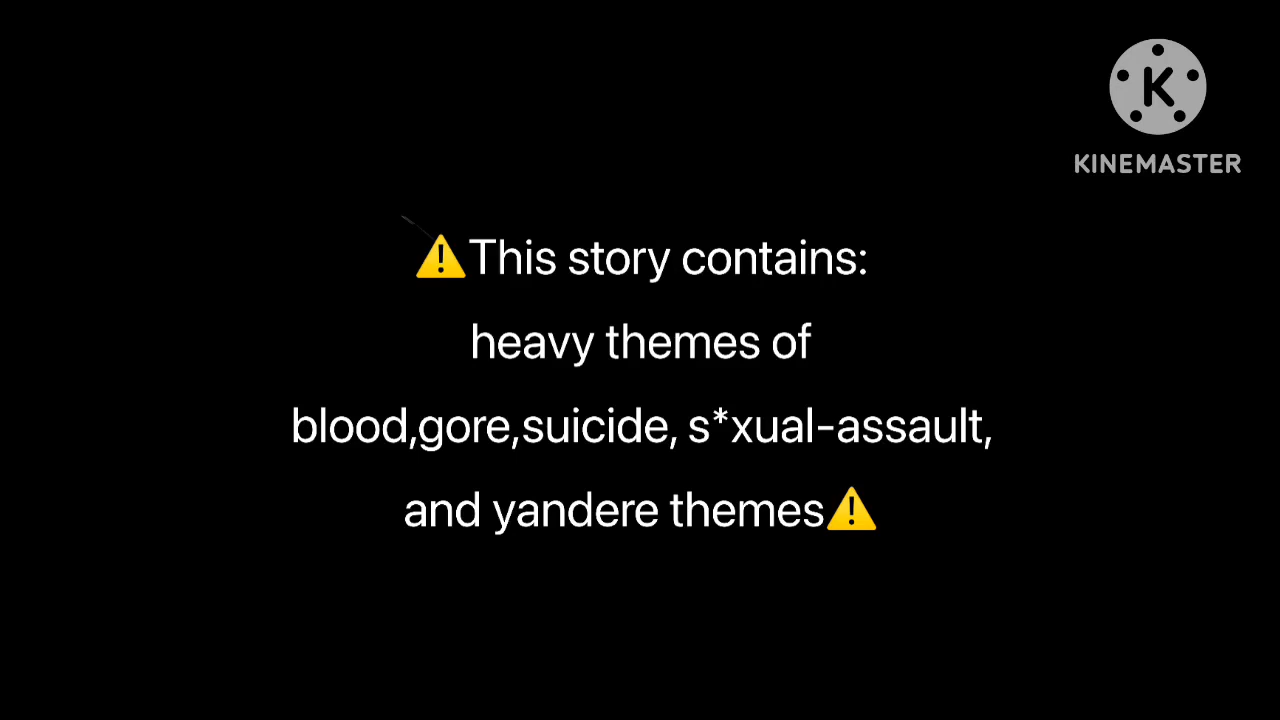 K
KINEMASTER
⚠️This story contains:
heavy themes of
blood,gore,suicide, s*xual-assault,
and yandere themes⚠️